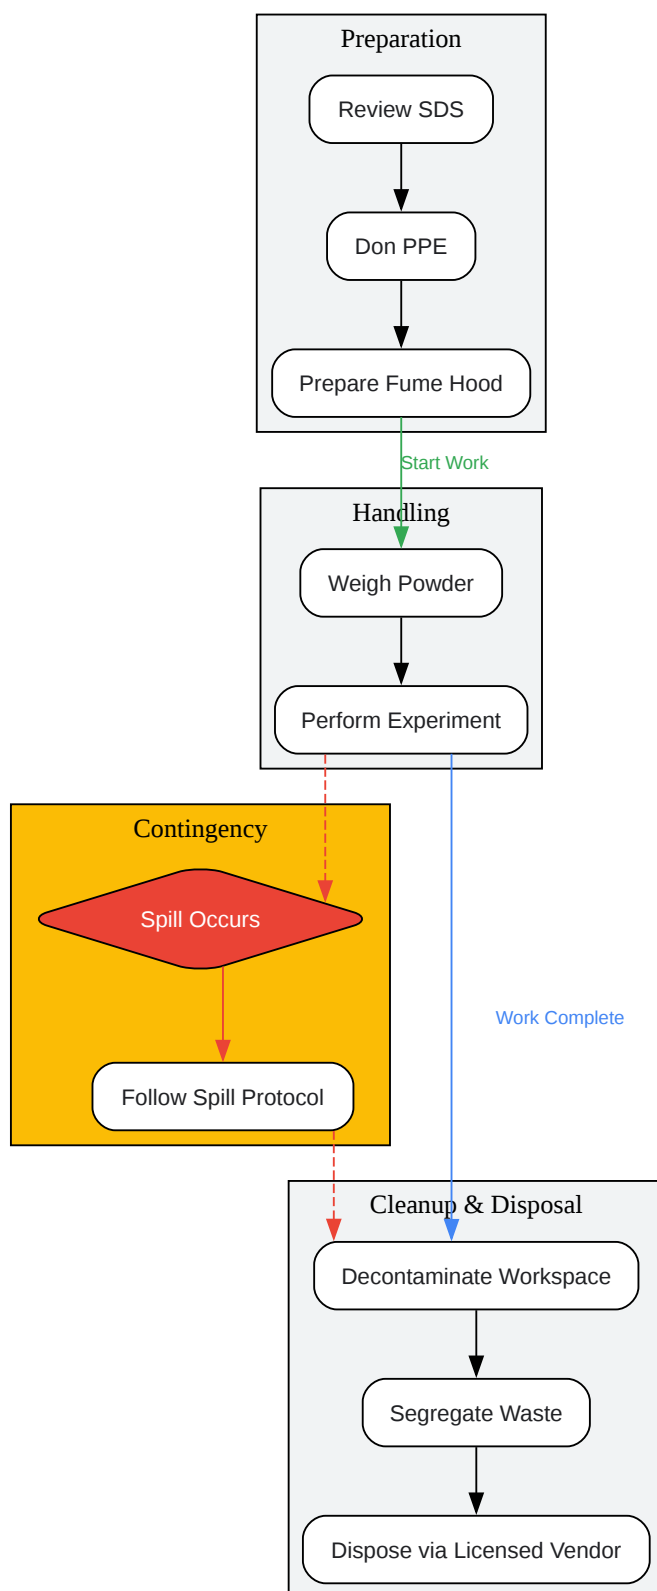 Preparation
Review SDS
Don PPE
Prepare Fume Hood
Start Work
Handling
Weigh Powder
Perform Experiment
Contingency
Spill Occurs
Work Complete
Follow Spill Protocol
Cleanup & Disposal
Decontaminate Workspace
Segregate Waste
Dispose via Licensed Vendor